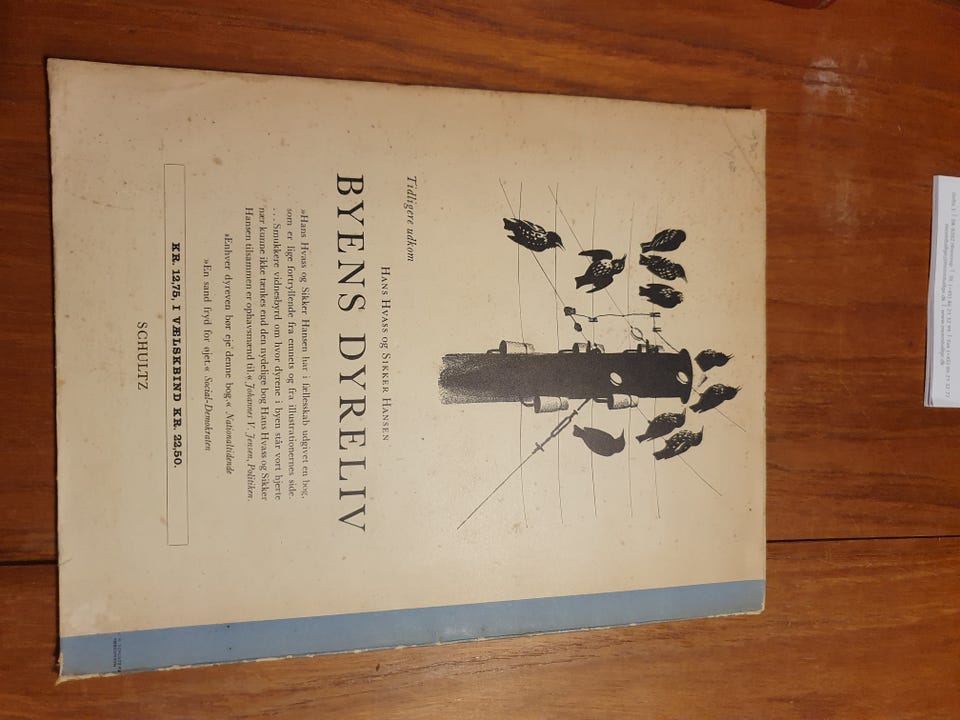 Tidligere udkom
HANS HVASS OG SIKKER HANSEN
BYENS DYRELIV
»Hans Hvass og Sikker Hansen har i fællesskab udgivet en bog,
som er lige fortryllende fra emnets og fra illustrationernes side.
... Smukkere vidnesbyrd om hvor dyrene i byen står vort hjerte
nær kunne ikke tænkes end den nydelige bog Hans Hvass og Sikker
Hansen tilsammen er ophavsmænd til.« Johannes V. Jensen, Politiken.
»Enhver dyreven bør eje denne bog.« Nationaltidende
»En sand fryd for øjet.« Social-Demokraten
KR. 12,75, I VÆLSKBIND KR. 22,50.
SCHULTZ